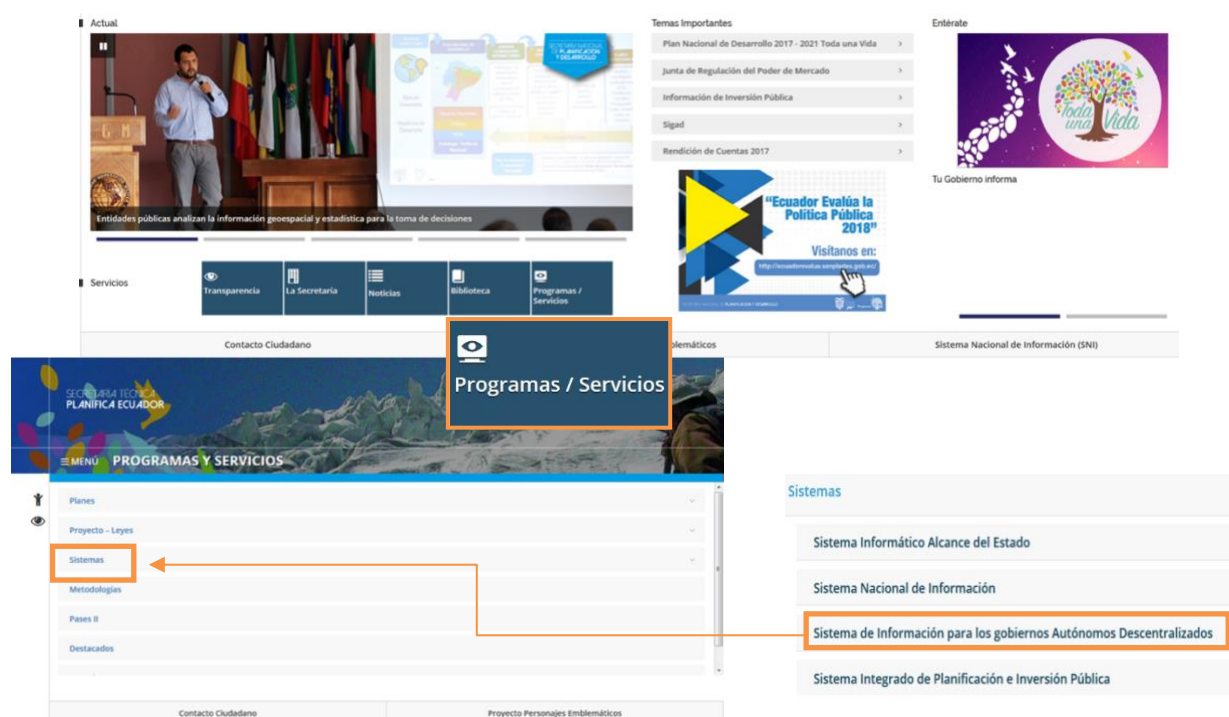 Actual
SECRETARÍA NACIONAL
DE PLANIFICACIÓN
Y DESARROLLO
Entidades públicas analizan la información geoespacial y estadística para la toma de decisiones
Servicios
Transparencia
La Secretaría
Noticias
Biblioteca
Programas /
Servicios
Temas Importantes
Plan Nacional de Desarrollo 2017 - 2021 Toda una Vida
Junta de Regulación del Poder de Mercado
Información de Inversión Pública
Sigad
Rendición de Cuentas 2017
"Ecuador Evalúa la
Política Pública
2018"
Visítanos en:
Entérate
Toda
una Vida
Tu Gobierno informa
Contacto Ciudadano
Sistema Nacional de Información (SNI)
Programas / Servicios
SECRETARÍA TÉCNICA
PLANIFICA ECUADOR
MENÚ PROGRAMAS Y SERVICIOS
Planes
Proyecto – Leyes
Sistemas
Metodologías
Pases II
Destacados
Contacto Ciudadano
Proyecto Personajes Emblemáticos
Sistemas
Sistema Informático Alcance del Estado
Sistema Nacional de Información
Sistema de Información para los gobiernos Autónomos Descentralizados
Sistema Integrado de Planificación e Inversión Pública